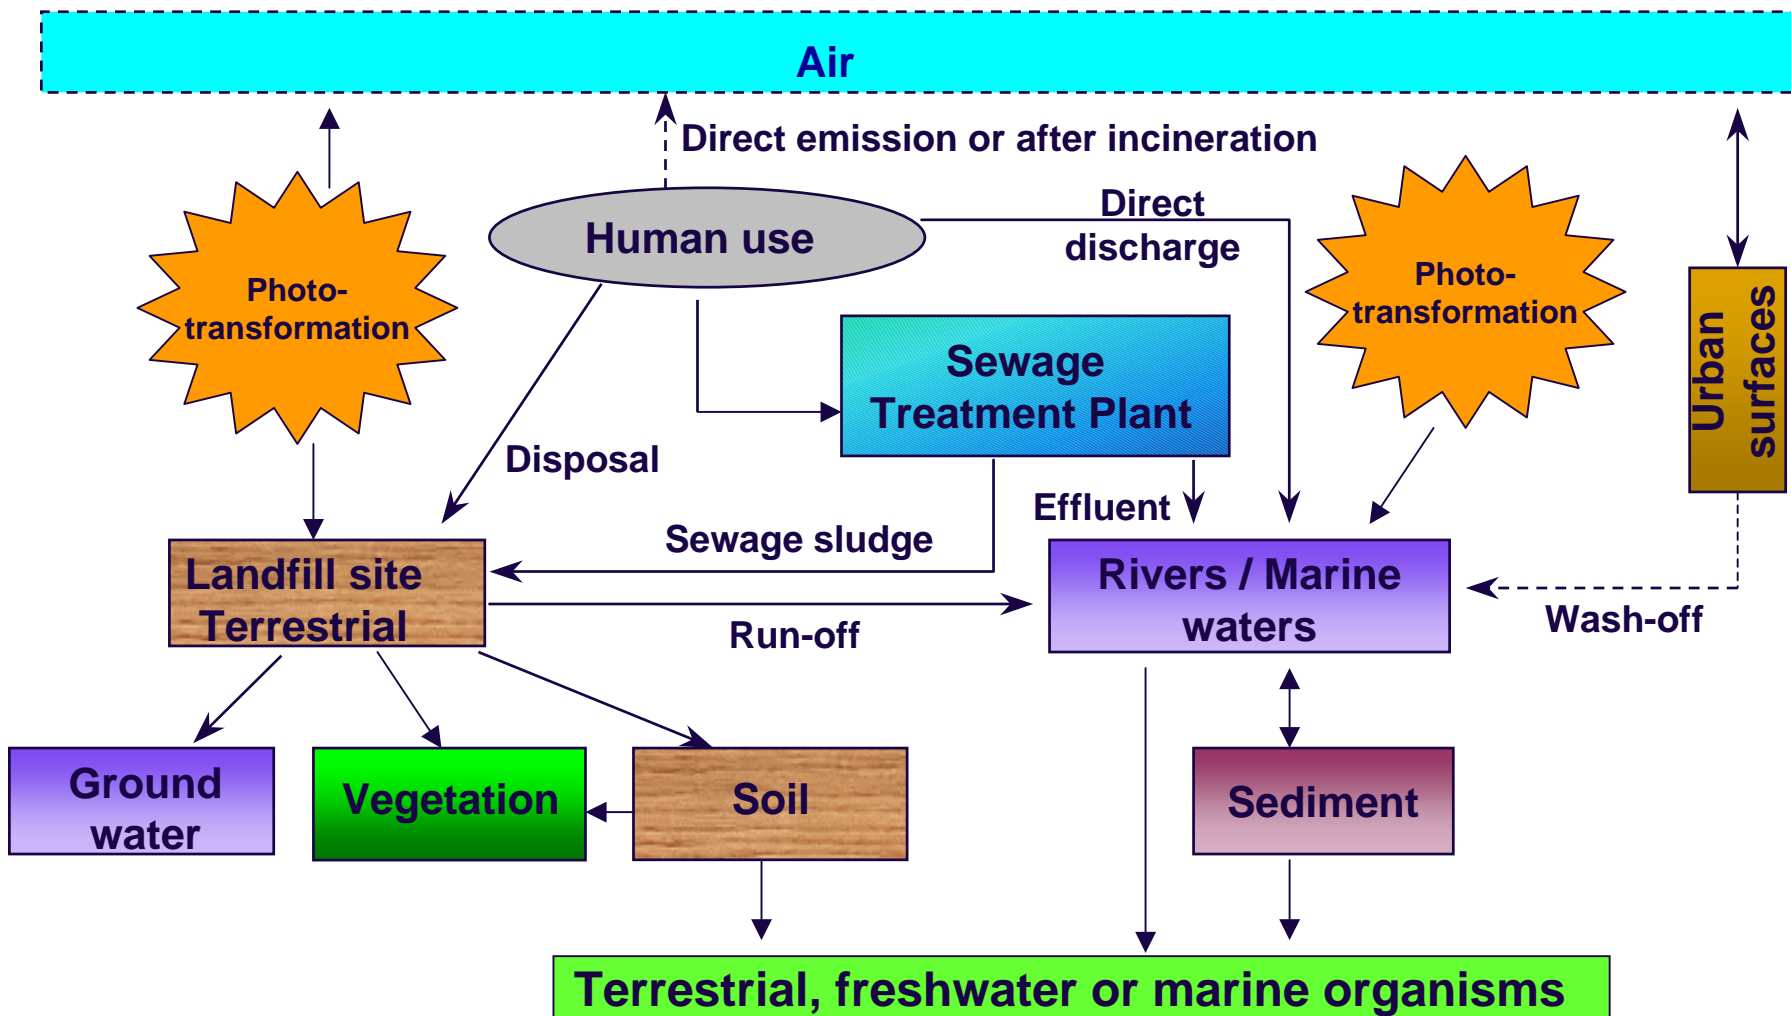 Air
Direct emission or after incineration
Human use
Direct
discharge
Photo-
transformation
Photo-
transformation
Urban
surfaces
Sewage
Treatment Plant
Disposal
Effluent
Sewage sludge
Landfill site
Terrestrial
Rivers / Marine
waters
Run-off
Wash-off
Ground
water
Vegetation
Soil
Sediment
Terrestrial, freshwater or marine organisms